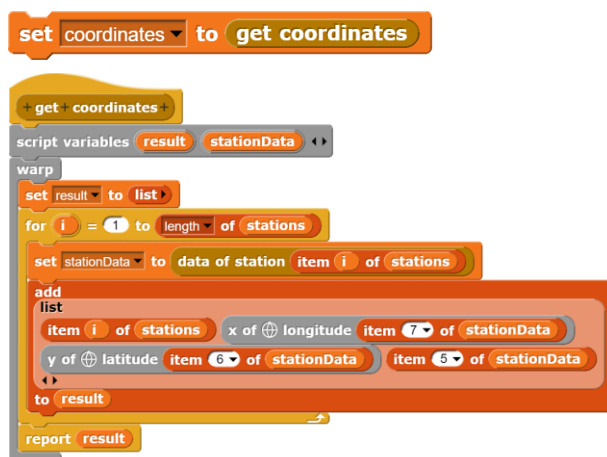 set coordinates to get coordinates
+ get + coordinates +
script variables result stationData
warp
set result to list
for i = 1 to length of stations
set stationData to data of station item i of stations
add
list
item i of stations x of longitude item 7 of stationData
y of latitude item 6 of stationData item 5 of stationData
to result
report result